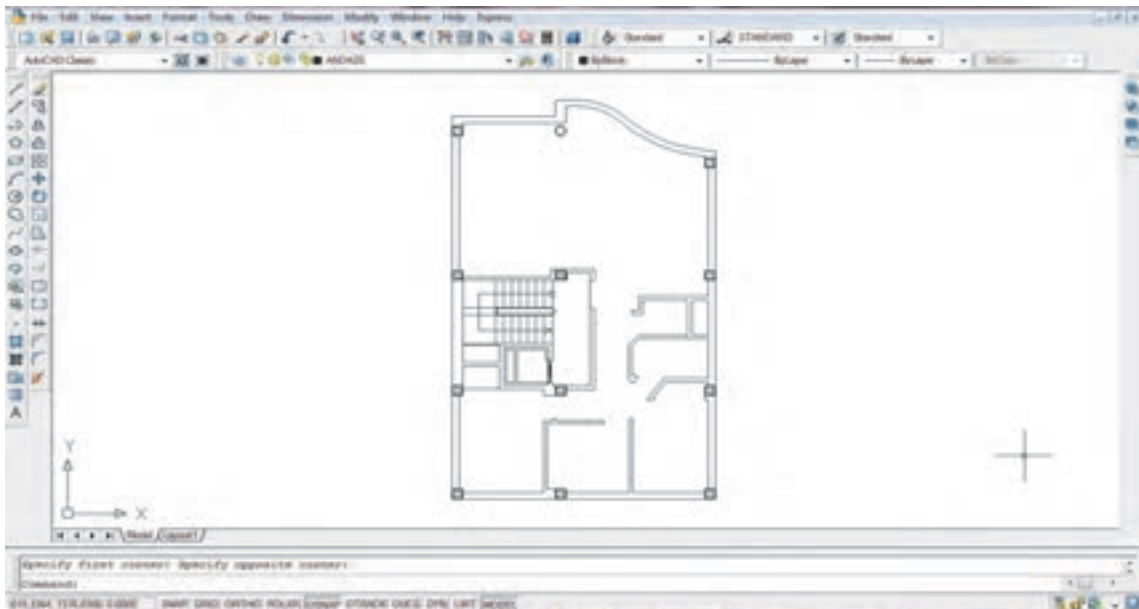 File Edit View Insert Format Tools Draw Dimension Modify Window Help Express
Standard STANDARD Standard
AutoCAD Classic ByLayer ByLayer
Y
X
A
Model Layout1
Specify first corner: Specify opposite corner:
Command:
SNAP GRID ORTHO POLAR OSNAP OTRACK DUCS DYN LWT MODEL